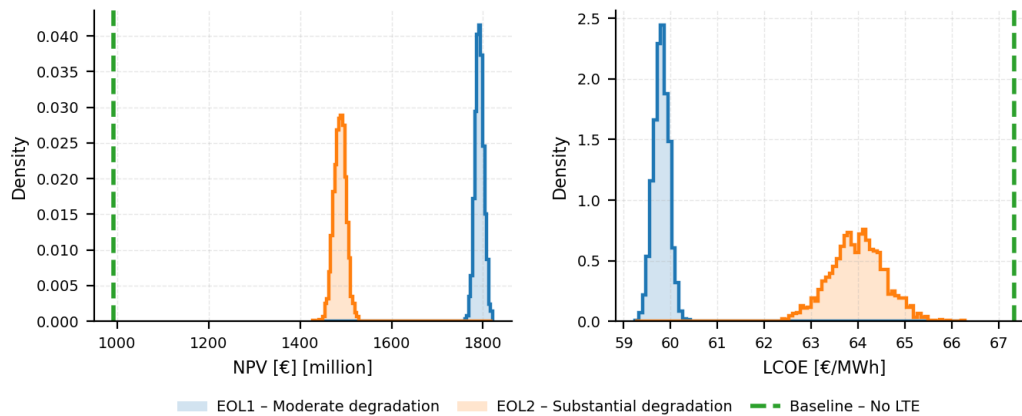 0.040
0.035
0.030
0.025
0.020
0.015
0.010
0.005
0.000
Density
1000 1200 1400 1600 1800
NPV [€] [million]
2.5
2.0
1.5
1.0
0.5
0.0
Density
59 60 61 62 63 64 65 66 67
LCOE [€/MWh]
EOL1 – Moderate degradation
EOL2 – Substantial degradation
Baseline – No LTE